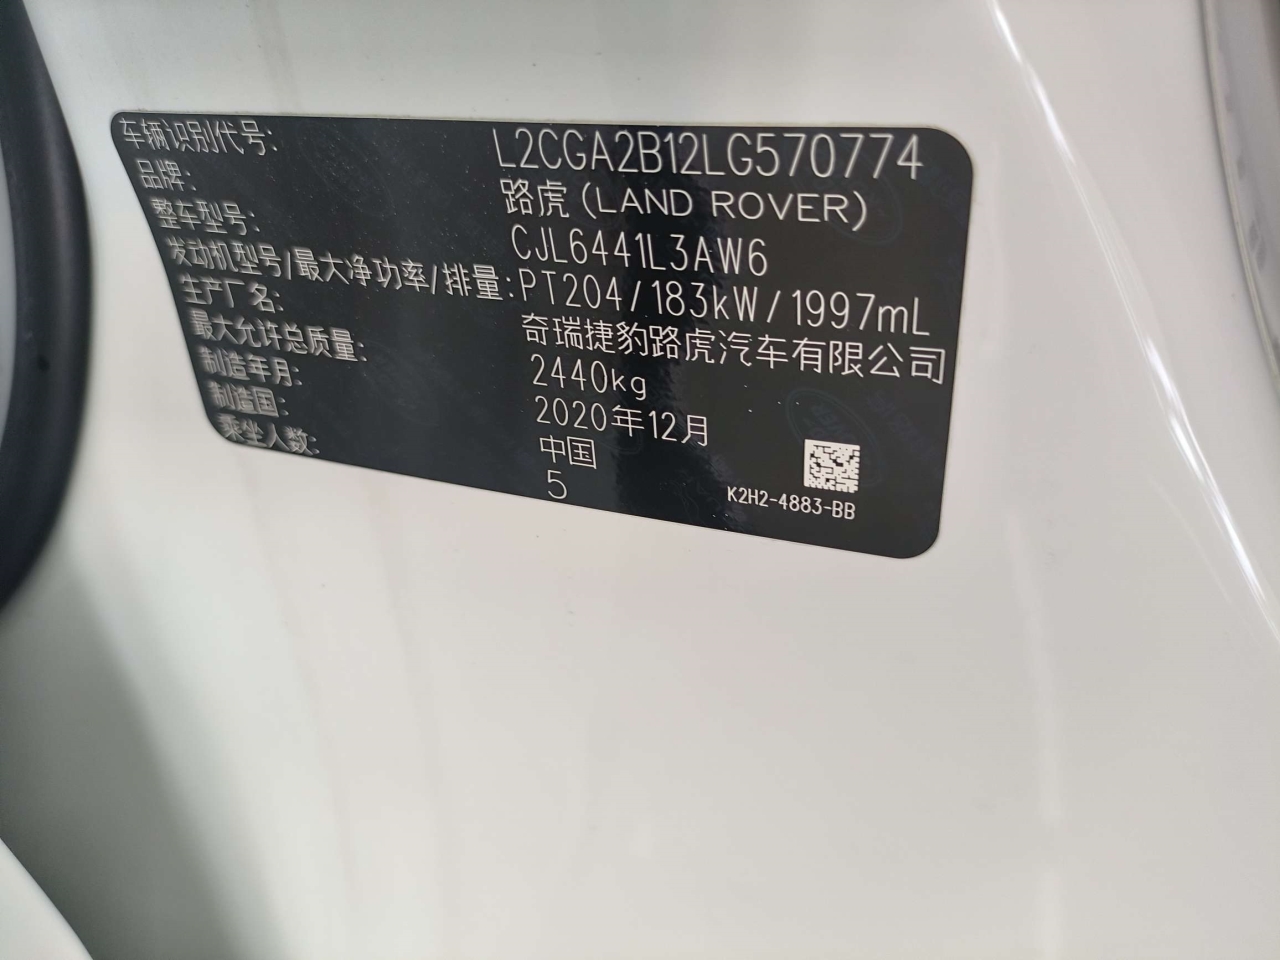 车辆识别代号: L2CGA2B12LG570774
品牌: 路虎 (LAND ROVER)
整车型号: CJL6441L3AW6
发动机型号/最大净功率/排量: PT204/183kW/1997mL
生产厂名: 奇瑞捷豹路虎汽车有限公司
最大允许总质量: 2440kg
制造年月: 2020年12月
制造国: 中国
乘坐人数: 5
K2H2-4883-BB